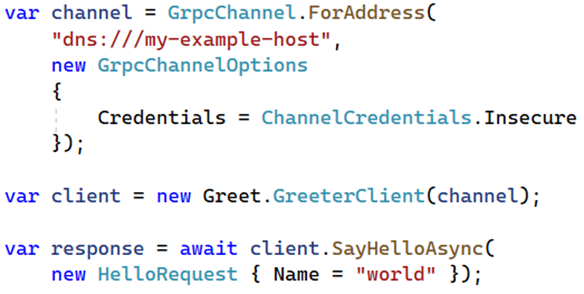 var channel = GrpcChannel.ForAddress(
    "dns:///my-example-host",
    new GrpcChannelOptions
    {
        Credentials = ChannelCredentials.Insecure
    });
var client = new Greet.GreeterClient(channel);
var response = await client.SayHelloAsync(
    new HelloRequest { Name = "world" });